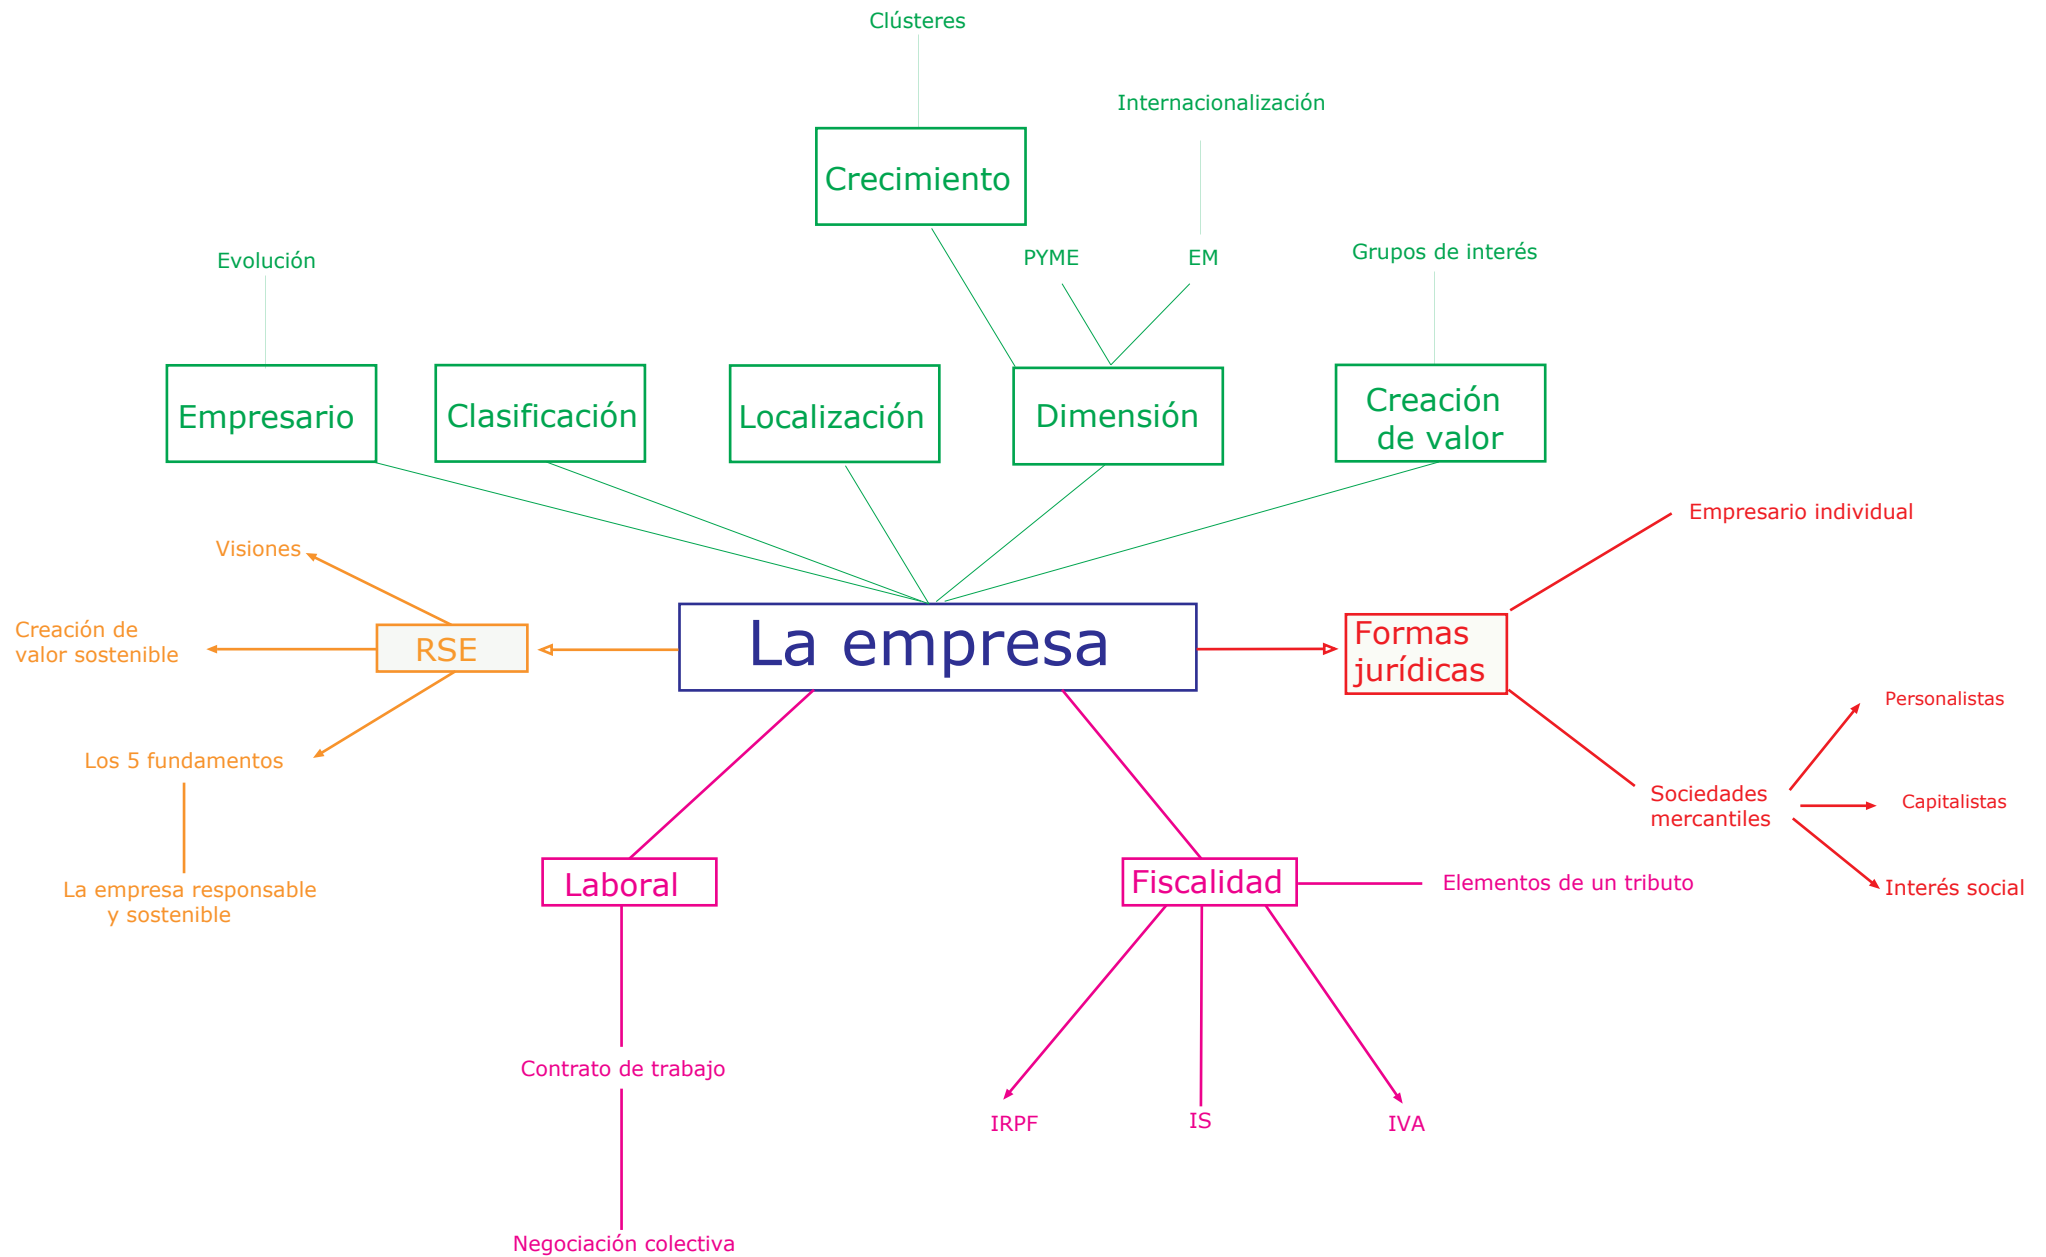 Clústeres
Internacionalización
Crecimiento
Evolución
PYME
EM
Grupos de interés
Empresario
Clasificación
Localización
Dimensión
Creación
de valor
Empresario individual
Visiones
Creación de
valor sostenible
RSE
La empresa
Formas
jurídicas
Personalistas
Los 5 fundamentos
Sociedades
mercantiles
Capitalistas
La empresa responsable
y sostenible
Laboral
Fiscalidad
Elementos de un tributo
Interés social
Contrato de trabajo
IRPF
IS
IVA
Negociación colectiva